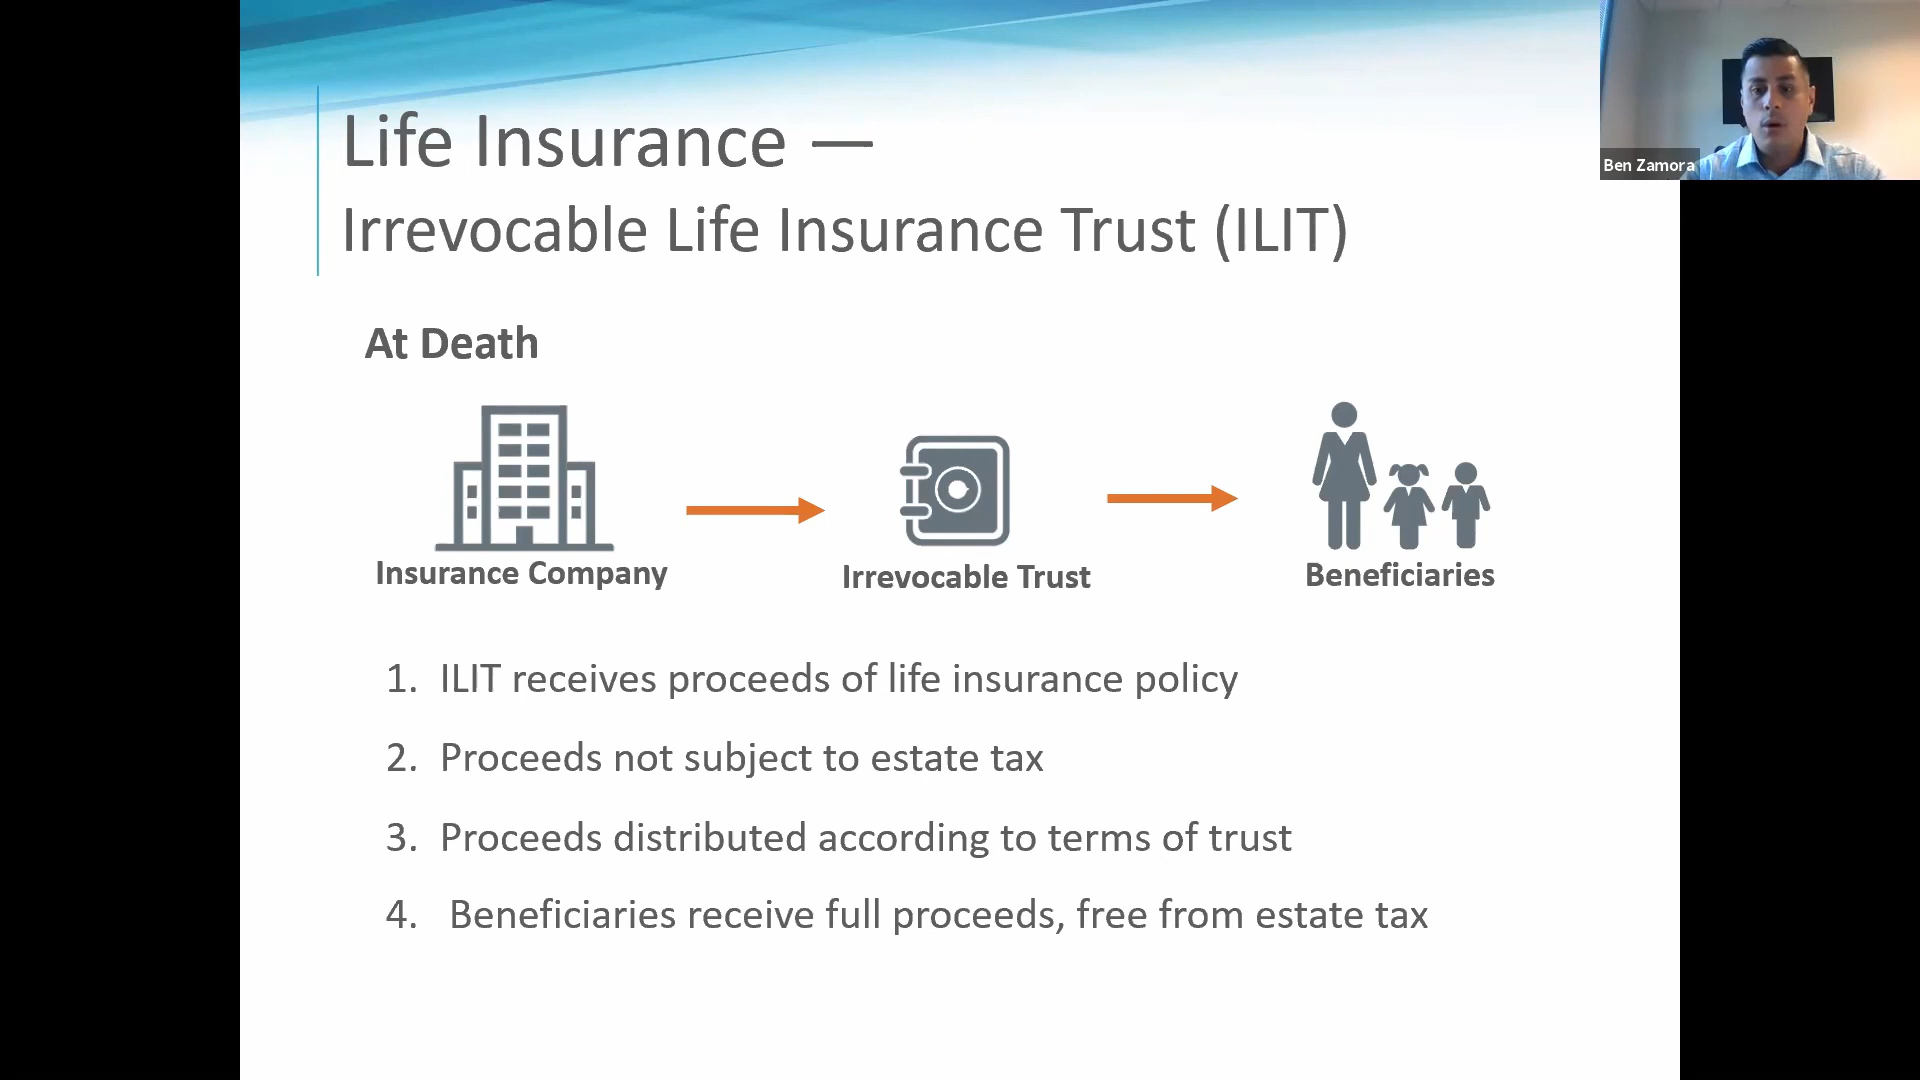 Life Insurance —
Irrevocable Life Insurance Trust (ILIT)
Ben Zamora
At Death
Insurance Company
Irrevocable Trust
Beneficiaries
1. ILIT receives proceeds of life insurance policy
2. Proceeds not subject to estate tax
3. Proceeds distributed according to terms of trust
4. Beneficiaries receive full proceeds, free from estate tax